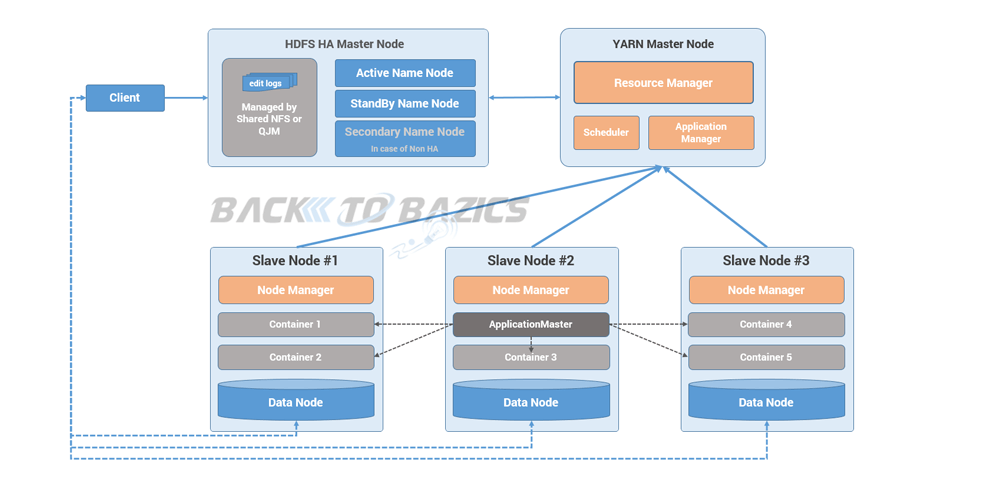 HDFS HA Master Node
edit logs
Managed by
Shared NFS or
QJM
Active Name Node
StandBy Name Node
Secondary Name Node
In case of Non HA
YARN Master Node
Resource Manager
Scheduler
Application
Manager
Client
BACK TO BAZICS
Slave Node #1
Node Manager
Container 1
Container 2
Data Node
Slave Node #2
Node Manager
ApplicationMaster
Container 3
Data Node
Slave Node #3
Node Manager
Container 4
Container 5
Data Node